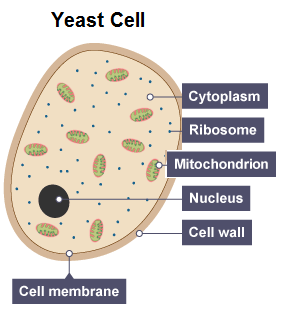 Yeast Cell
Cytoplasm
Ribosome
Mitochondrion
Nucleus
Cell wall
Cell membrane